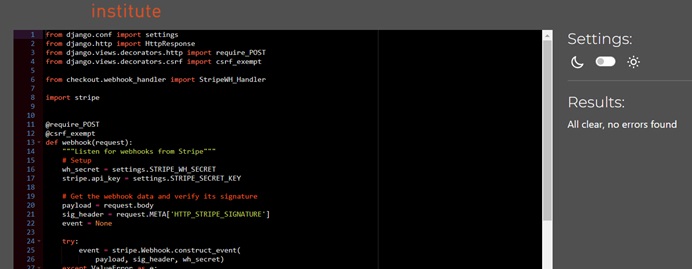 institute
1 from django.conf import settings
2 from django.http import HttpResponse
3 from django.views.decorators.http import require_POST
4 from django.views.decorators.csrf import csrf_exempt
5
6 from checkout.webhook_handler import StripeWH_Handler
7
8 import stripe
9
10
11 @require_POST
12 @csrf_exempt
13 def webhook(request):
14     """Listen for webhooks from Stripe"""
15     # Setup
16     wh_secret = settings.STRIPE_WH_SECRET
17     stripe.api_key = settings.STRIPE_SECRET_KEY
18
19     # Get the webhook data and verify its signature
20     payload = request.body
21     sig_header = request.META['HTTP_STRIPE_SIGNATURE']
22     event = None
23
24     try:
25         event = stripe.Webhook.construct_event(
26             payload, sig_header, wh_secret)
27     except ValueError as e:
Settings:
Results:
All clear, no errors found